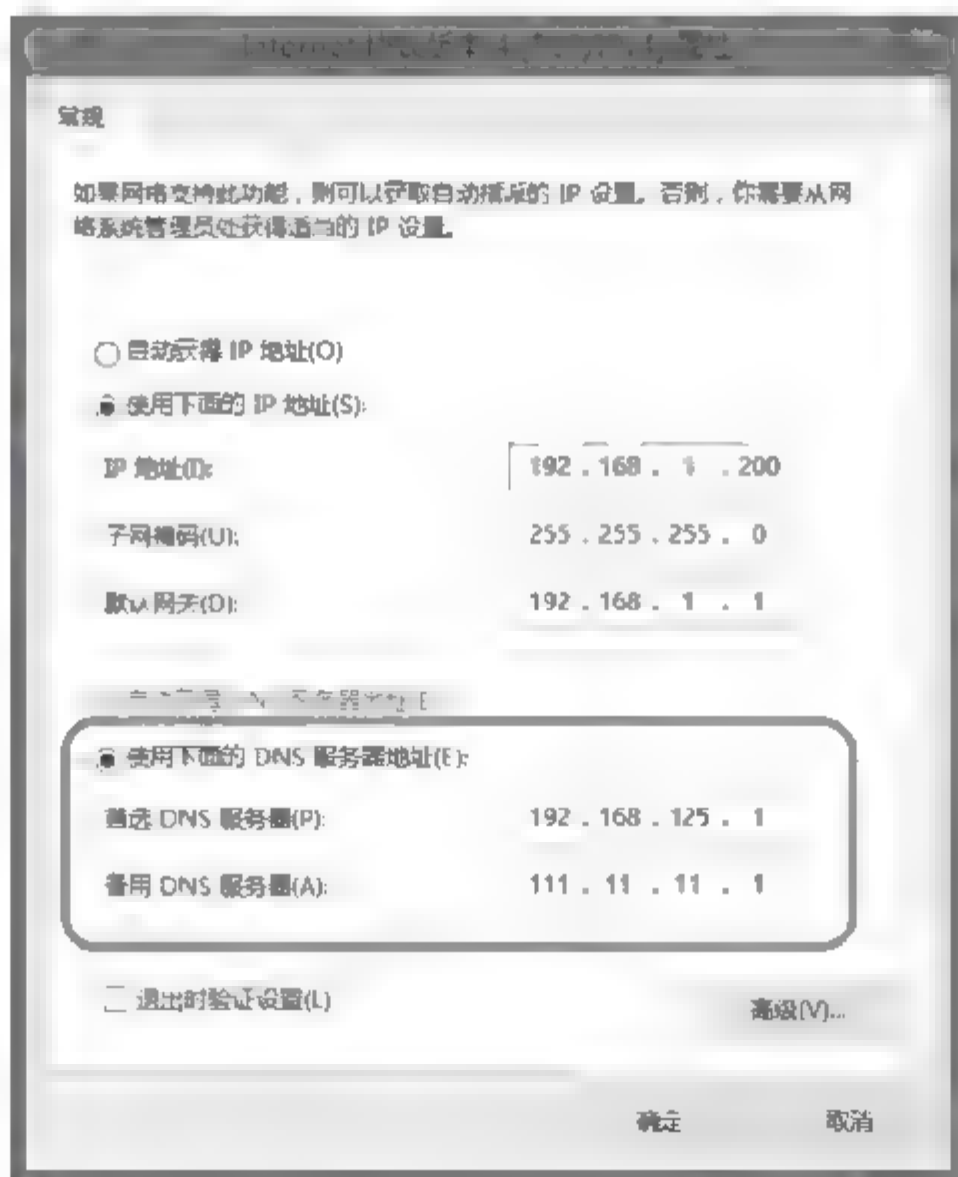 常规
如果网络支持此功能，则可以获取自动指派的 IP 设置。否则，你需要从网
络系统管理员处获得适当的 IP 设置。
自动获得 IP 地址(O)
使用下面的 IP 地址(S):
IP 地址(I): 192 . 168 . 1 . 200
子网掩码(U): 255 . 255 . 255 . 0
默认网关(D): 192 . 168 . 1 . 1
使用下面的 DNS 服务器地址(E):
首选 DNS 服务器(P): 192 . 168 . 125 . 1
备用 DNS 服务器(A): 111 . 11 . 11 . 1
退出时验证设置(L)
高级(V)...
确定 取消